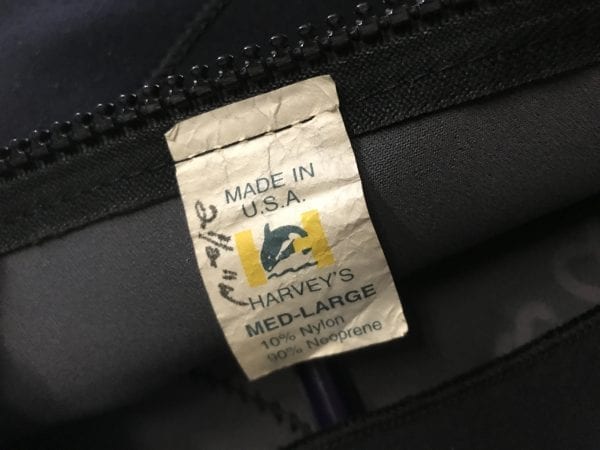 MADE IN
U.S.A.
HARVEY'S
MED-LARGE
10% Nylon
90% Neoprene